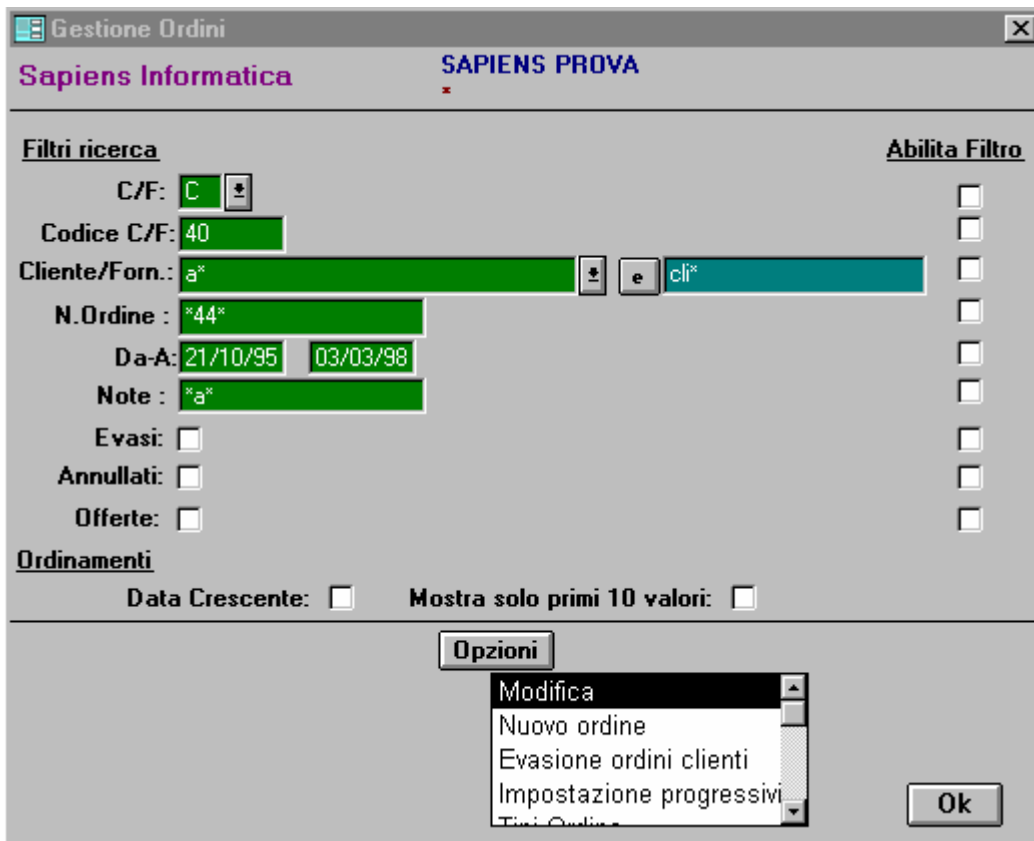 Gestione Ordini
Sapiens Informatica
SAPIENS PROVA
*
Filtri ricerca
Abilita Filtro
C/F: C
Codice C/F: 40
Cliente/Forn.: a* e cli*
N.Ordine : *44*
Da-A: 21/10/95 03/03/98
Note : *a*
Evasi:
Annullati:
Offerte:
Ordinamenti
Data Crescente: Mostra solo primi 10 valori:
Opzioni
Modifica
Nuovo ordine
Evasione ordini clienti
Impostazione progressivi
Tipi Ordine
Ok